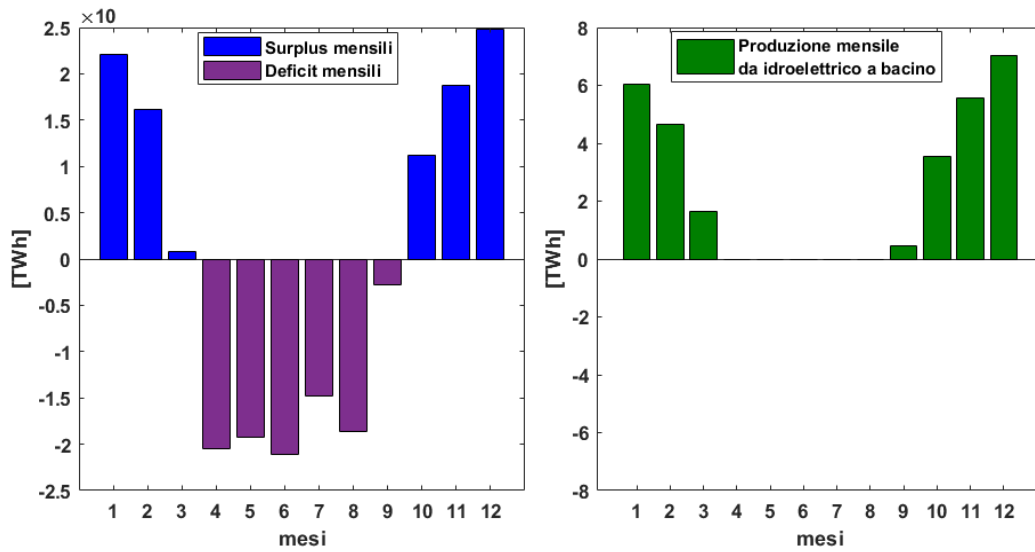 ×10
2.5
2
1.5
1
0.5
0
-0.5
-1
-1.5
-2
-2.5
[TWh]
Surplus mensili
Deficit mensili
1 2 3 4 5 6 7 8 9 10 11 12
mesi
8
6
4
2
0
-2
-4
-6
-8
[TWh]
Produzione mensile
da idroelettrico a bacino
1 2 3 4 5 6 7 8 9 10 11 12
mesi